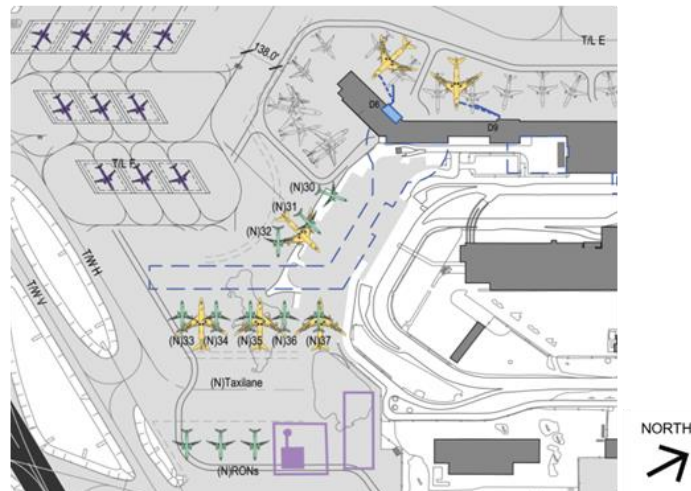 T/L E
138.0'
D8
D9
T/L F
(N)30
(N)31
(N)32
T/W H
T/W V
(N)33
(N)34
(N)35
(N)36
(N)37
(N)Taxilane
(N)RONs
NORTH